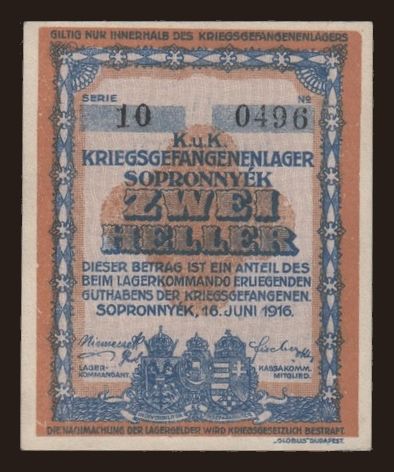 GILTIG NUR INNERHALB DES KRIEGSGEFANGENENLAGERS
SERIE No
10 0496
K.u.K.
KRIEGSGEFANGENENLAGER
SOPRONNYÉK
ZWEI
HELLER
DIESER BETRAG IST EIN ANTEIL DES
BEIM LAGERKOMMANDO ERLIEGENDEN
GUTHABENS DER KRIEGSGEFANGENEN.
SOPRONNYÉK, 16. JUNI 1916.
LAGER- KASSAKOMM.
KOMMANDANT. MITGLIED.
DIE NACHMACHUNG DER LAGERGELDER WIRD KRIEGSGESETZLICH BESTRAFT.
„GLOBUS" BUDAPEST.